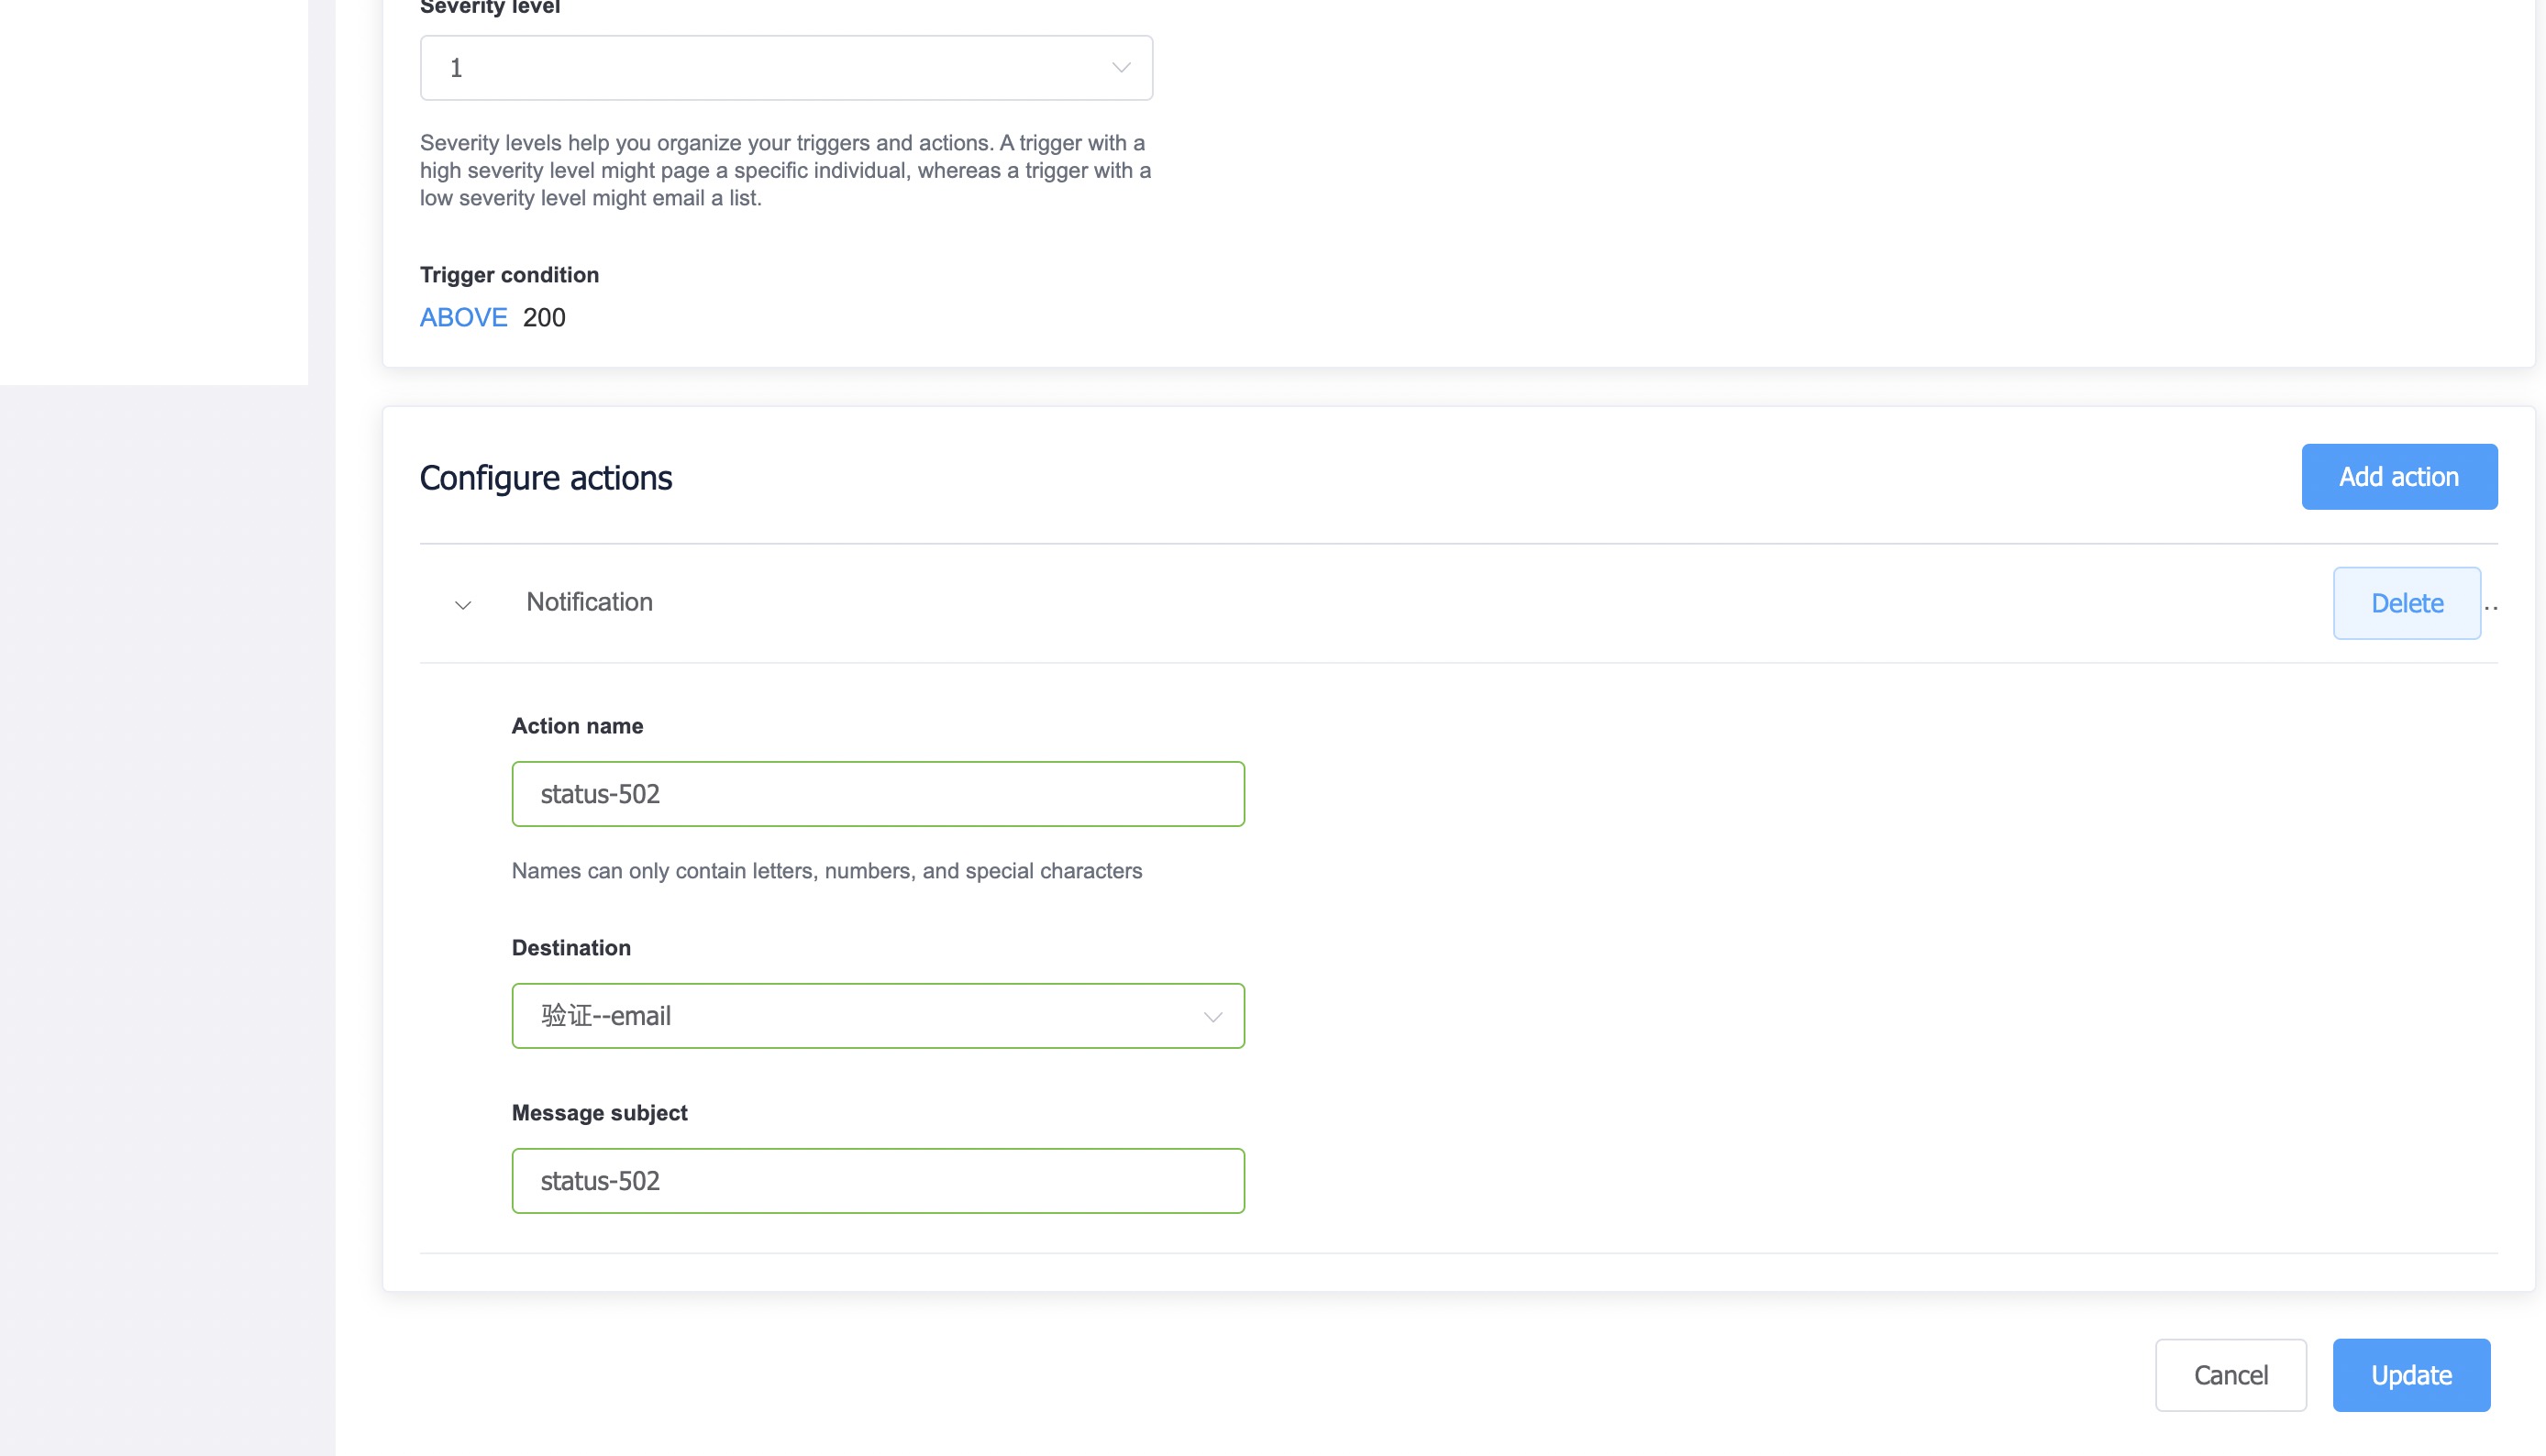 Severity level
1
Severity levels help you organize your triggers and actions. A trigger with a
high severity level might page a specific individual, whereas a trigger with a
low severity level might email a list.
Trigger condition
ABOVE 200
Configure actions
Add action
Notification
Delete ..
Action name
status-502
Names can only contain letters, numbers, and special characters
Destination
验证--email
Message subject
status-502
Cancel
Update